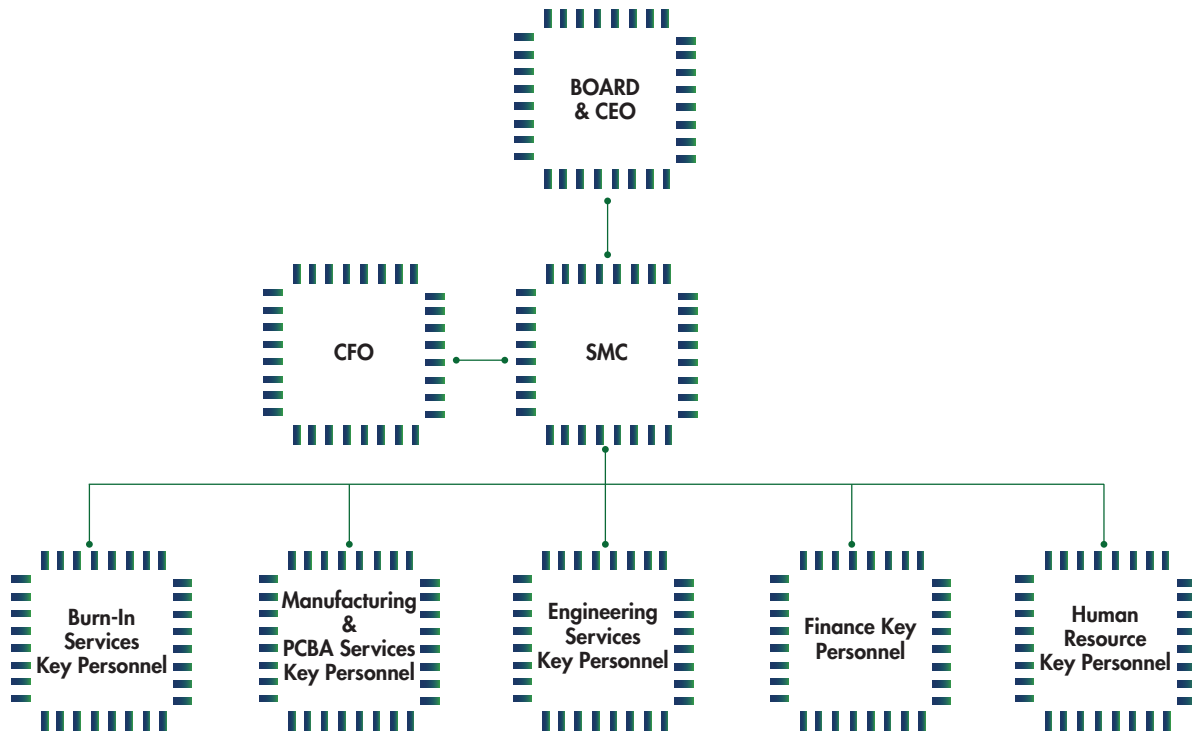 BOARD
& CEO
CFO
SMC
Burn-In
Services
Key Personnel
Manufacturing
&
PCBA Services
Key Personnel
Engineering
Services
Key Personnel
Finance Key
Personnel
Human
Resource
Key Personnel